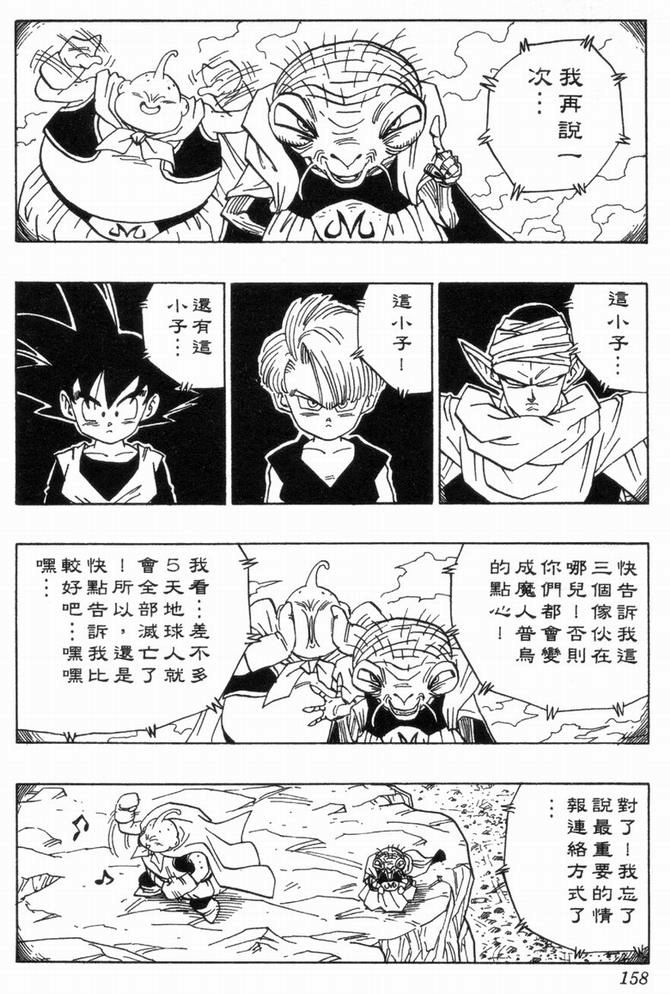 我再說一
次…
這小子…
這小子！
還有這
小子…
快告訴我這
三個傢伙在
哪兒！否則
你們都會變
成魔人普烏
的點心！
我看…差不多
5天地球人就
會全部滅亡了
！所以，還是
快點告訴我比
較好吧…嘿嘿
嘿…
對了！我忘了
說最重要的情
報連絡方式了
…
158